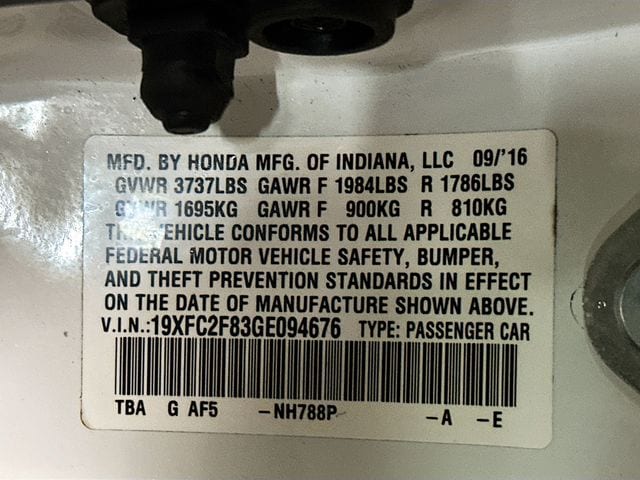 MFD. BY HONDA MFG. OF INDIANA, LLC 09/'16
GVWR 3737LBS GAWR F 1984LBS R 1786LBS
GVWR 1695KG GAWR F 900KG R 810KG
THIS VEHICLE CONFORMS TO ALL APPLICABLE
FEDERAL MOTOR VEHICLE SAFETY, BUMPER,
AND THEFT PREVENTION STANDARDS IN EFFECT
ON THE DATE OF MANUFACTURE SHOWN ABOVE.
V.I.N.:19XFC2F83GE094676 TYPE: PASSENGER CAR
TBA G AF5 -NH788P -A -E